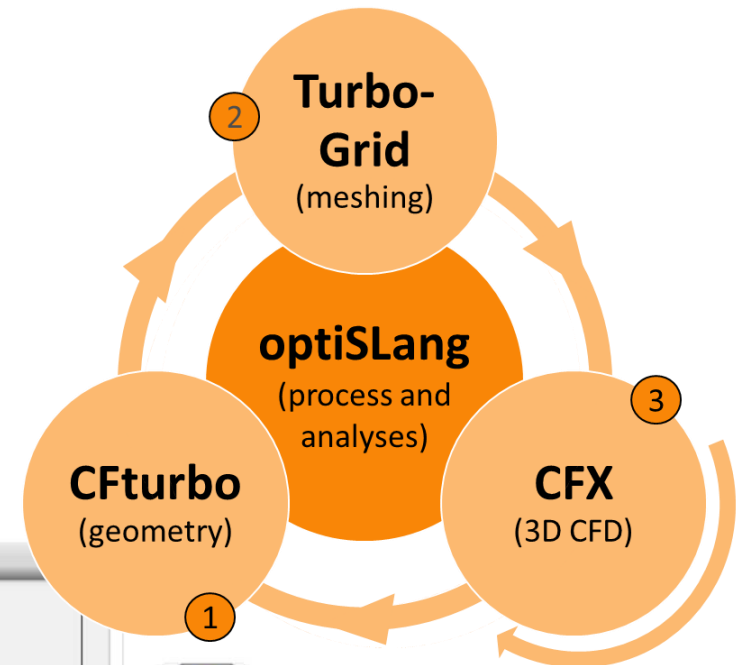 2
Turbo-
Grid
(meshing)
optiSLang
(process and
analyses)
3
CFturbo
(geometry)
1
CFX
(3D CFD)